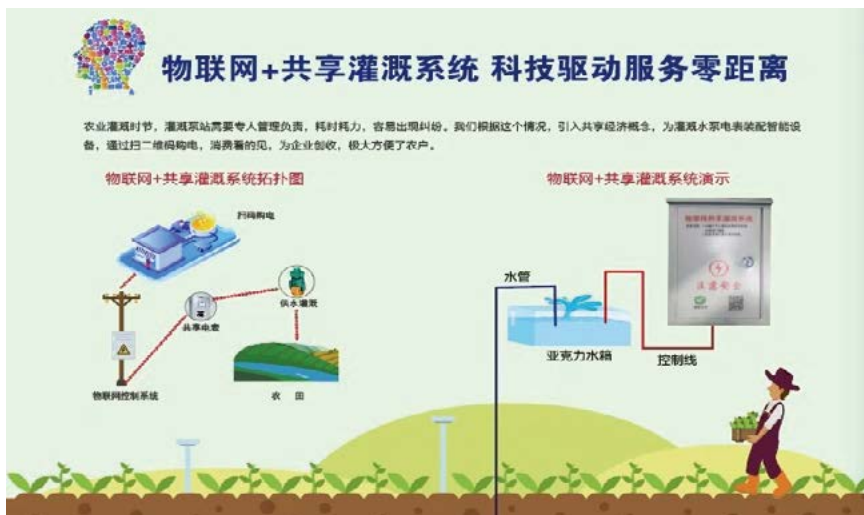 物联网+共享灌溉系统 科技驱动服务零距离
农业灌溉时节，灌溉泵站需要专人管理负责，耗时耗力，容易出现纠纷。我们根据这个情况，引入共享经济概念，为灌溉水泵电表装配智能设
备，通过扫二维码购电，消费看的见，为企业创收，极大方便了农户。
物联网+共享灌溉系统拓扑图
物联网+共享灌溉系统演示
扫码购电
供水灌溉
共享电表
物联网控制系统
农 田
水管
亚克力水箱
控制线